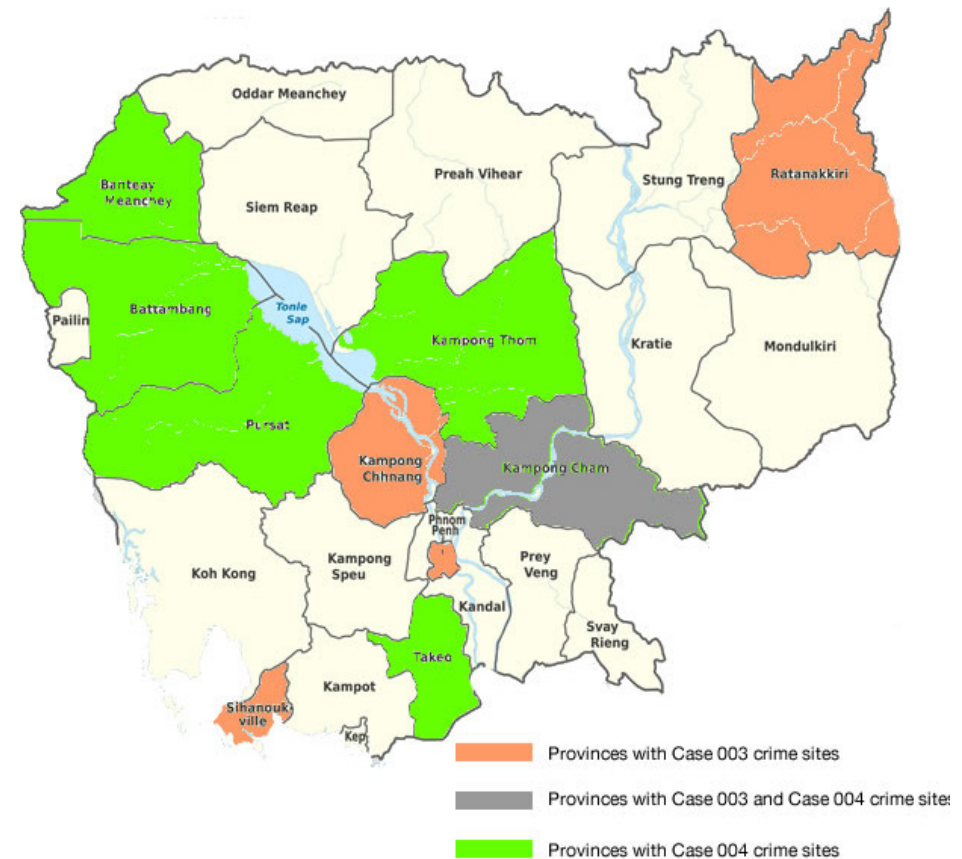 Oddar Meanchey
Banteay
Meanchey
Siem Reap
Preah Vihear
Stung Treng
Ratanakkiri
Battambang
Tonle
Sap
Pailin
Kampong Thom
Kratie
Mondulkiri
Pursat
Kampong
Chhnang
Kampong Cham
Phnom
Penh
Koh Kong
Kampong
Speu
Prey
Veng
Kandal
Svay
Rieng
Takeo
Kampot
Sihanouk-
ville
Kep
Provinces with Case 003 crime sites
Provinces with Case 003 and Case 004 crime sites
Provinces with Case 004 crime sites